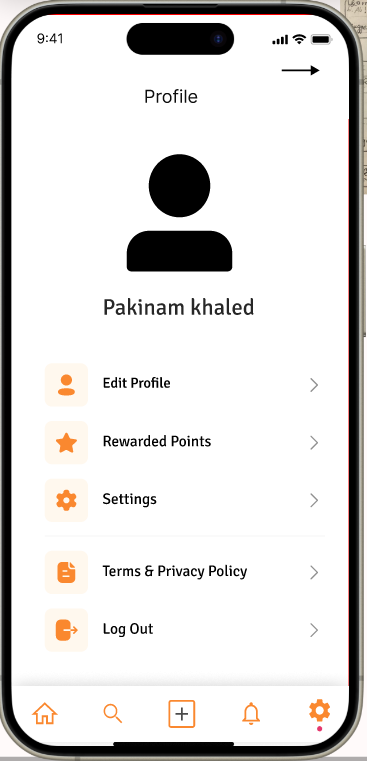 9:41
Profile
Pakinam khaled
Edit Profile
Rewarded Points
Settings
Terms & Privacy Policy
Log Out